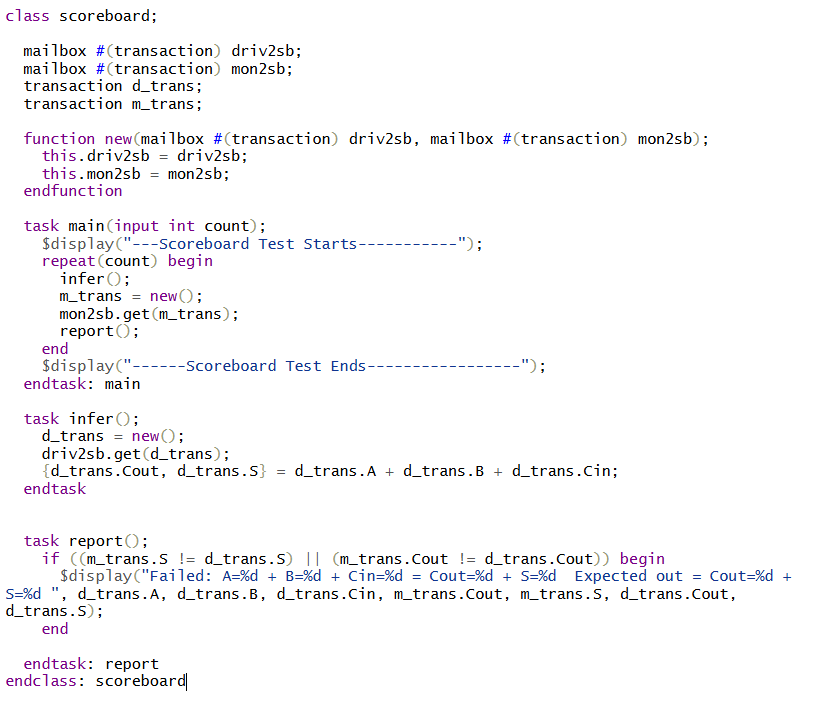 class scoreboard;
mailbox #(transaction) driv2sb;
mailbox #(transaction) mon2sb;
transaction d_trans;
transaction m_trans;
function new(mailbox #(transaction) driv2sb, mailbox #(transaction) mon2sb);
this.driv2sb = driv2sb;
this.mon2sb = mon2sb;
endfunction
task main(input int count);
$display("---Scoreboard Test Starts-----------");
repeat(count) begin
infer();
m_trans = new();
mon2sb.get(m_trans);
report();
end
$display("------Scoreboard Test Ends-----------------");
endtask: main
task infer();
d_trans = new();
driv2sb.get(d_trans);
{d_trans.Cout, d_trans.S} = d_trans.A + d_trans.B + d_trans.Cin;
endtask
task report();
if ((m_trans.S != d_trans.S) || (m_trans.Cout != d_trans.Cout)) begin
$display("Failed: A=%d + B=%d + Cin=%d = Cout=%d + S=%d  Expected out = Cout=%d +
S=%d ", d_trans.A, d_trans.B, d_trans.Cin, m_trans.Cout, m_trans.S, d_trans.Cout,
d_trans.S);
end
endtask: report
endclass: scoreboard